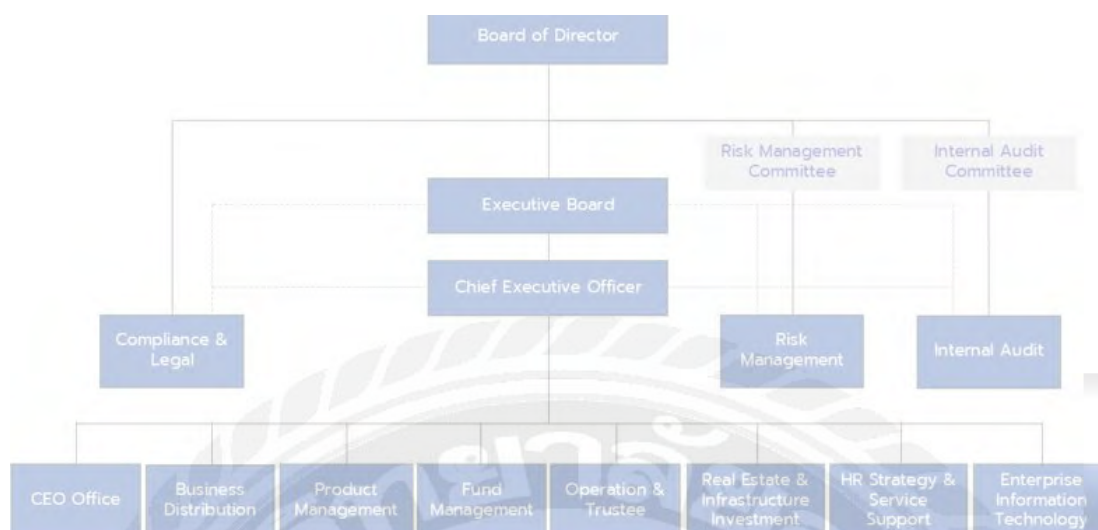 Board of Director
Risk Management
Committee
Internal Audit
Committee
Executive Board
Chief Executive Officer
Compliance &
Legal
Risk
Management
Internal Audit
CEO Office
Business
Distribution
Product
Management
Fund
Management
Operation &
Trustee
Real Estate &
Infrastructure
Investment
HR Strategy &
Service
Support
Enterprise
Information
Technology